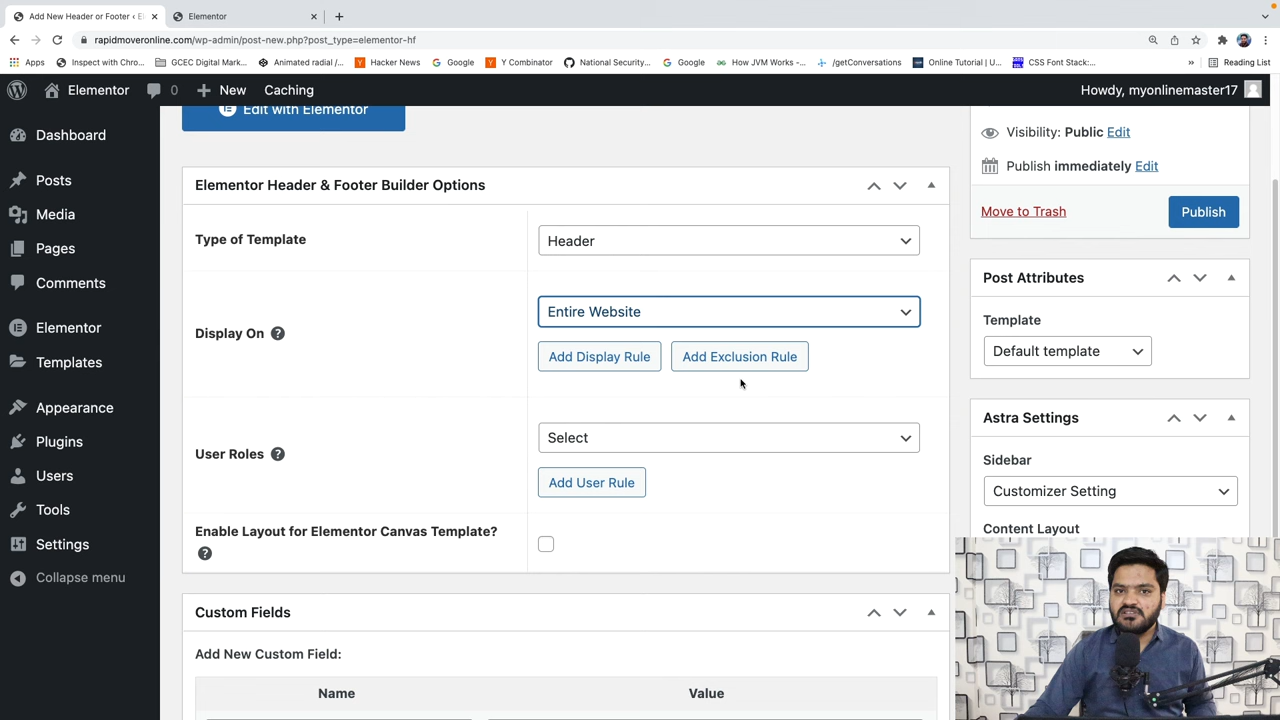 Add New Header or Footer ‹ E
Elementor
rapidmoveronline.com/wp-admin/post-new.php?post_type=elementor-hf
Apps
Inspect with Chro...
GCEC Digital Mark...
Animated radial /...
Hacker News
Google
Y Combinator
National Security...
Google
How JVM Works -...
/getConversations
Online Tutorial | U...
CSS Font Stack:...
»
Reading List
Elementor
0
New
Caching
Howdy, myonlinemaster17
Dashboard
Posts
Media
Pages
Comments
Elementor
Templates
Appearance
Plugins
Users
Tools
Settings
Collapse menu
Edit with Elementor
Elementor Header & Footer Builder Options
Type of Template
Header
Display On ?
Entire Website
Add Display Rule
Add Exclusion Rule
User Roles ?
Select
Add User Rule
Enable Layout for Elementor Canvas Template?
?
Custom Fields
Add New Custom Field:
Name
Value
Visibility: Public Edit
Publish immediately Edit
Move to Trash
Publish
Post Attributes
Template
Default template
Astra Settings
Sidebar
Customizer Setting
Content Layout